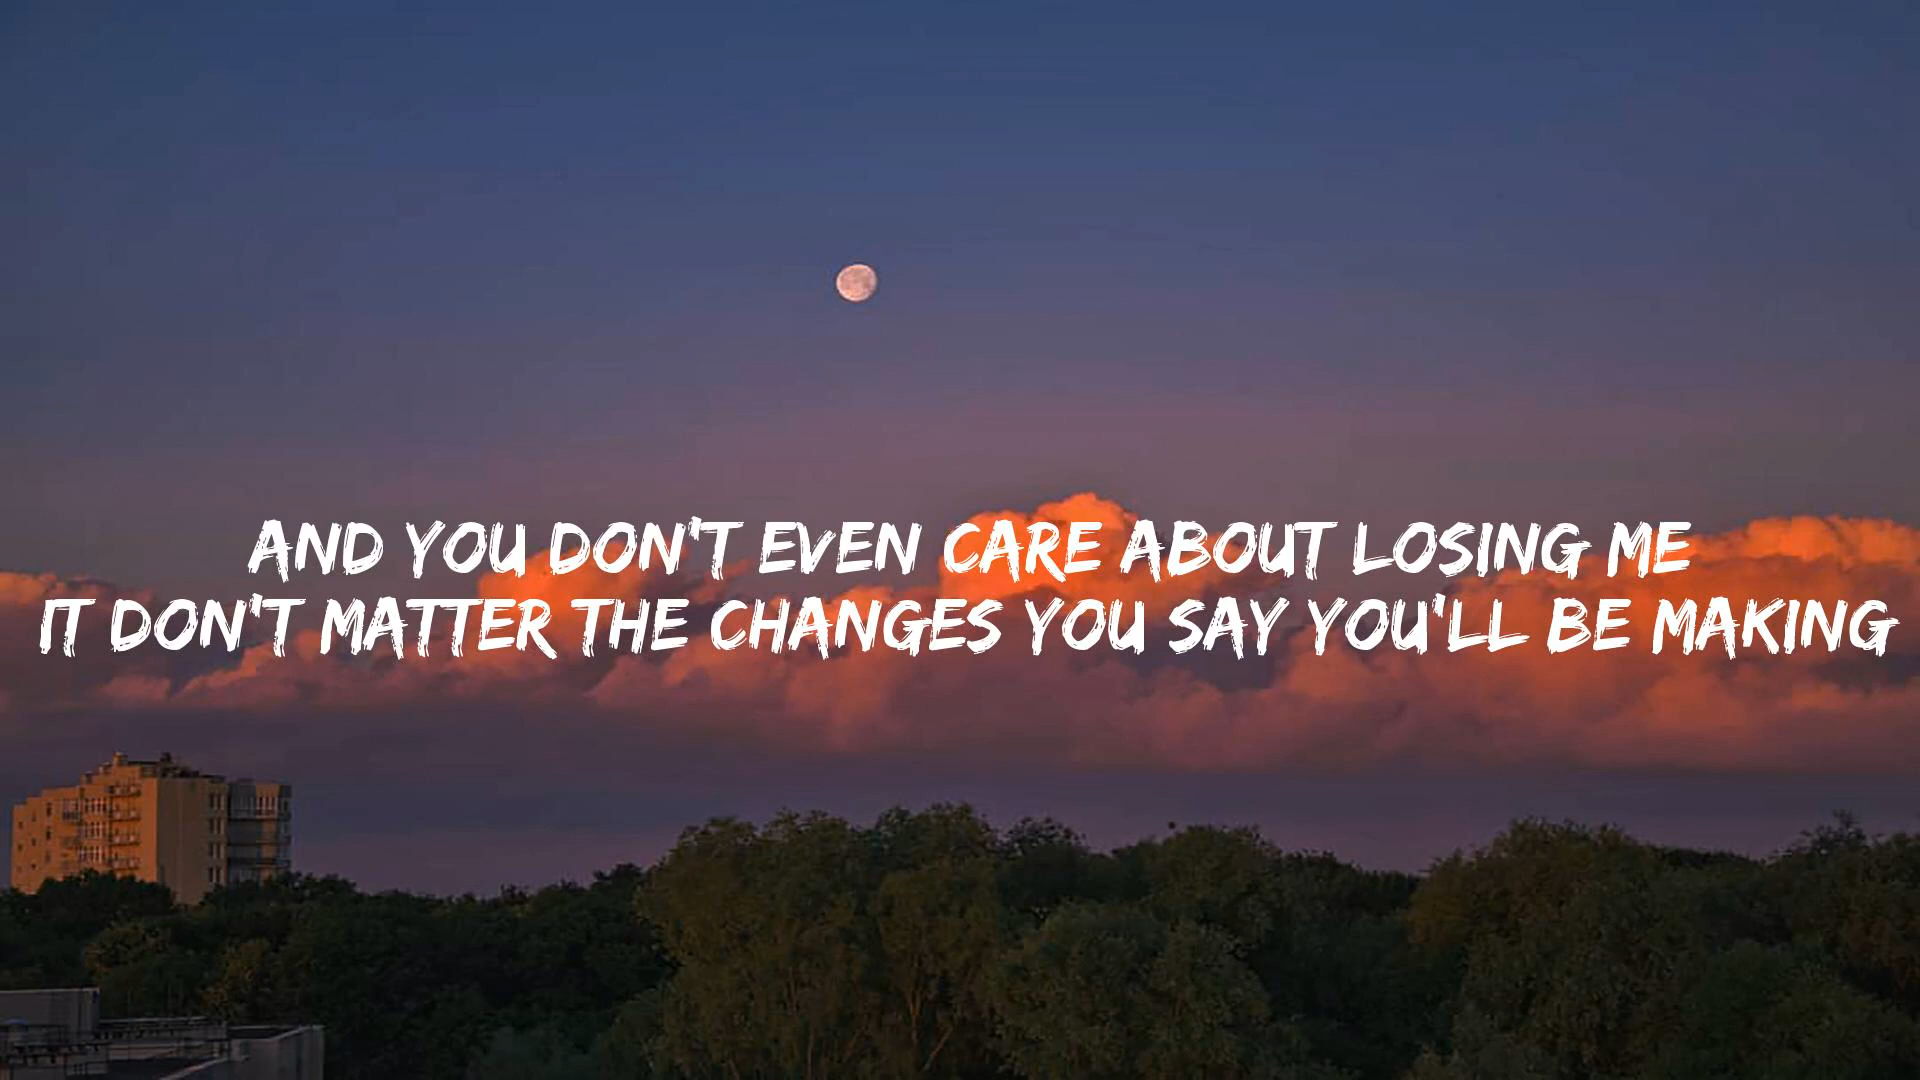 AND YOU DON'T EVEN CARE ABOUT LOSING ME
IT DON'T MATTER THE CHANGES YOU SAY YOU'LL BE MAKING